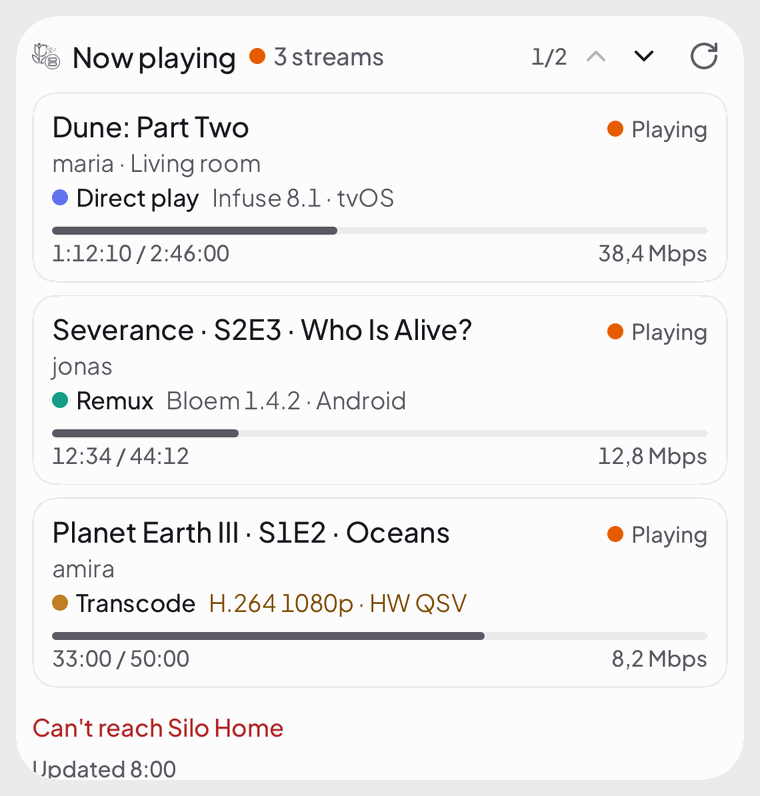 Now playing 3 streams 1/2
Dune: Part Two Playing
maria · Living room
Direct play Infuse 8.1 · tvOS
1:12:10 / 2:46:00 38,4 Mbps
Severance · S2E3 · Who Is Alive? Playing
jonas
Remux Bloem 1.4.2 · Android
12:34 / 44:12 12,8 Mbps
Planet Earth III · S1E2 · Oceans Playing
amira
Transcode H.264 1080p · HW QSV
33:00 / 50:00 8,2 Mbps
Can't reach Silo Home
Updated 8:00